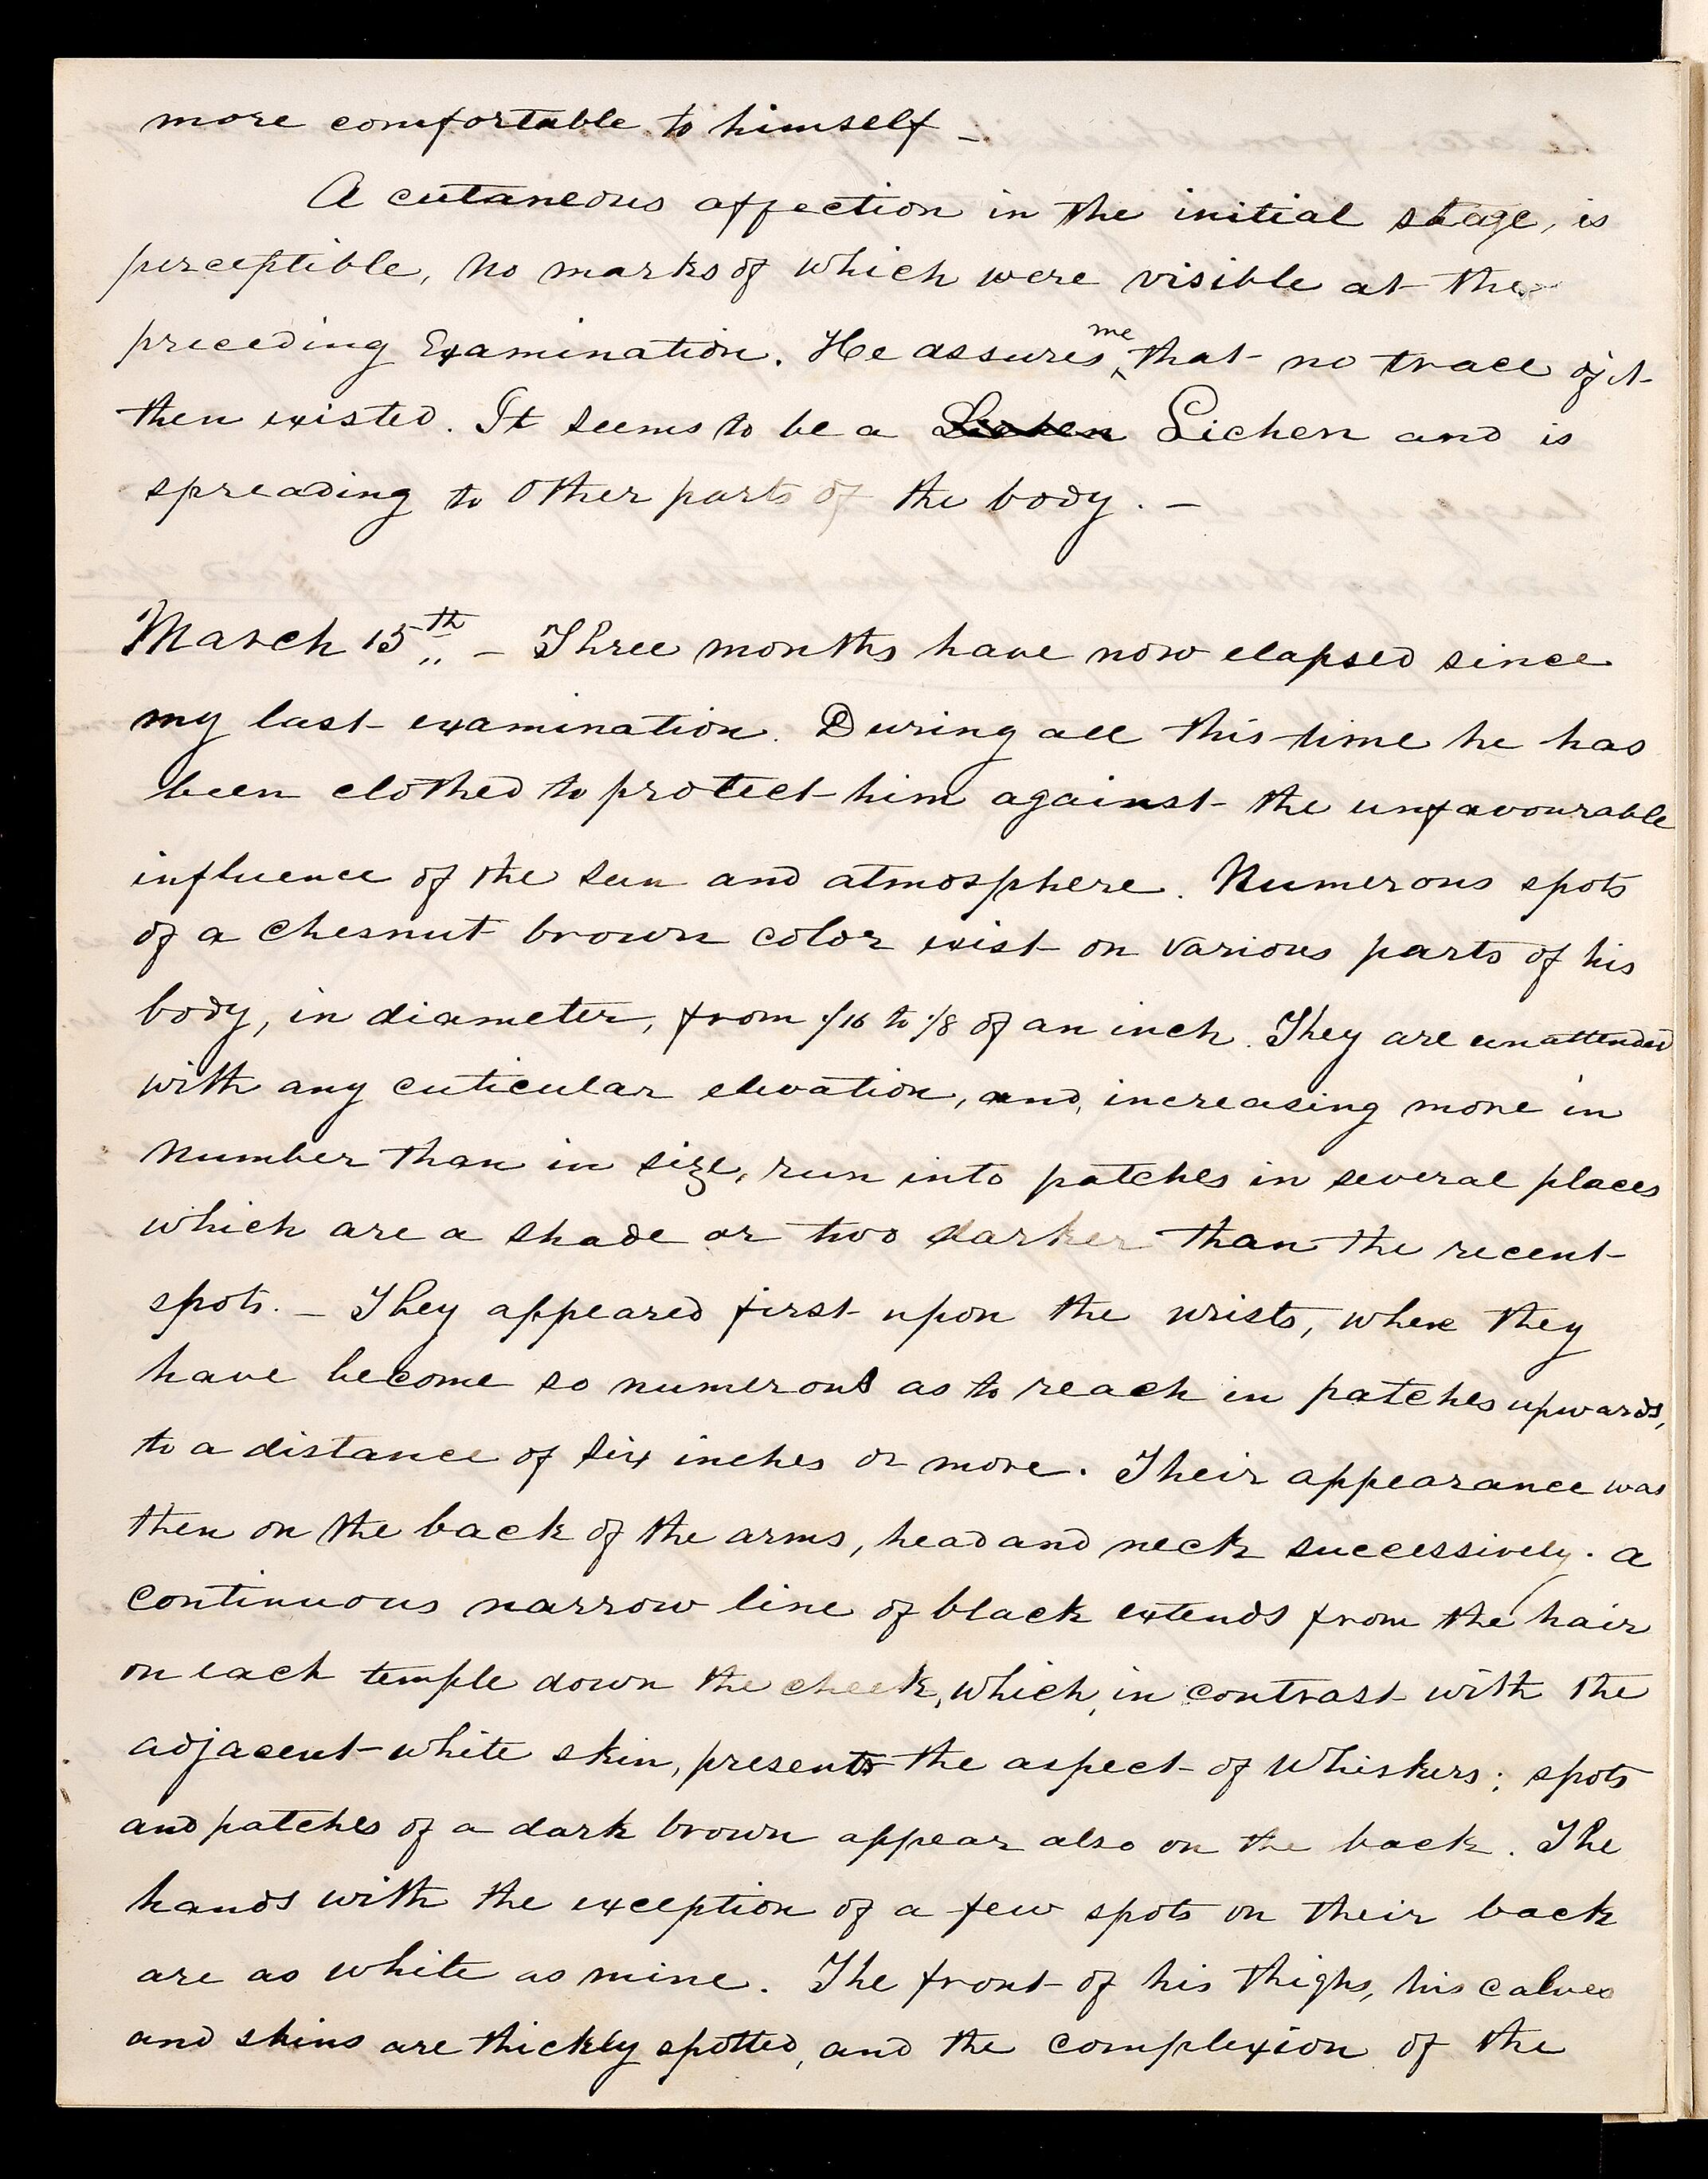 more comfortable to himself –
A cutaneous affection in the initial stage, is
perceptible, no marks of which were visible at the
preceding Examination. He assures me that no trace of it
then existed. It seems to be a Lichen Lichen and is
spreading to other parts of the body. –
March 15th – Three months have now elapsed since
my last examination. During all this time he has
been clothed to protect him against the unfavourable
influence of the sun and atmosphere. Numerous spots
of a chesnut brown color exist on various parts of his
body, in diameter, from 1/16 to 1/8 of an inch. They are unattended
with any cuticular elevation, and, increasing more in
number than in size, run into patches in several places
which are a shade or two darker than the recent
spots. – They appeared first upon the wrists, where they
have become so numerous as to reach in patches upwards,
to a distance of six inches or more. Their appearance was
then on the back of the arms, head and neck successively. a
continuous narrow line of black extends from the hair
on each temple down the cheek, which, in contrast with the
adjacent white skin, presents the aspect of whiskers; spots
and patches of a dark brown appear also on the back. The
hands with the exception of a few spots on their back
are as white as mine. The front of his thighs, his calves
and shins are thickly spotted, and the complexion of the